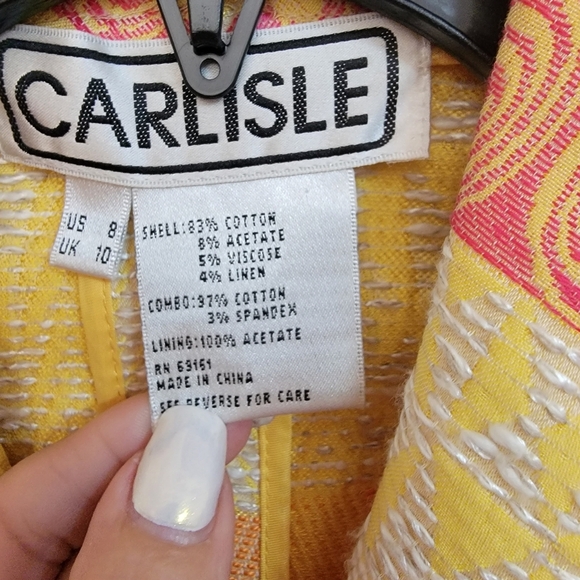 CARLISLE
US 8
UK 10
SHELL:83% COTTON
8% ACETATE
5% VISCOSE
4% LINEN
COMBO:97% COTTON
3% SPANDEX
LINING:100% ACETATE
RN 69161
MADE IN CHINA
SEE REVERSE FOR CARE